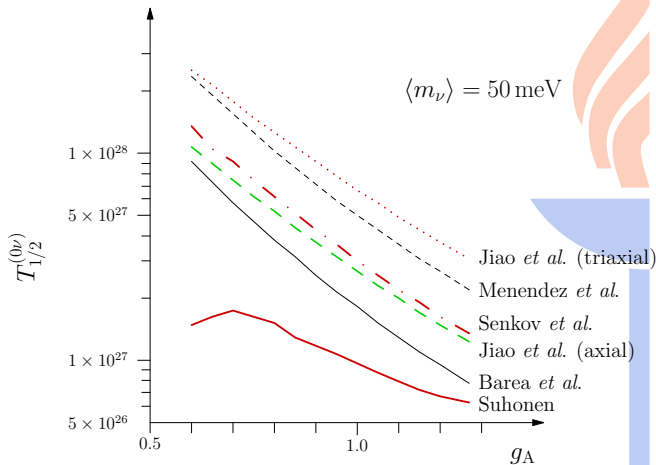 ⟨m_ν⟩ = 50 meV
1 × 10^28
5 × 10^27
1 × 10^27
5 × 10^26
T_{1/2}^{(0ν)}
0.5
1.0
g_A
Jiao et al. (triaxial)
Menendez et al.
Senkov et al.
Jiao et al. (axial)
Barea et al.
Suhonen